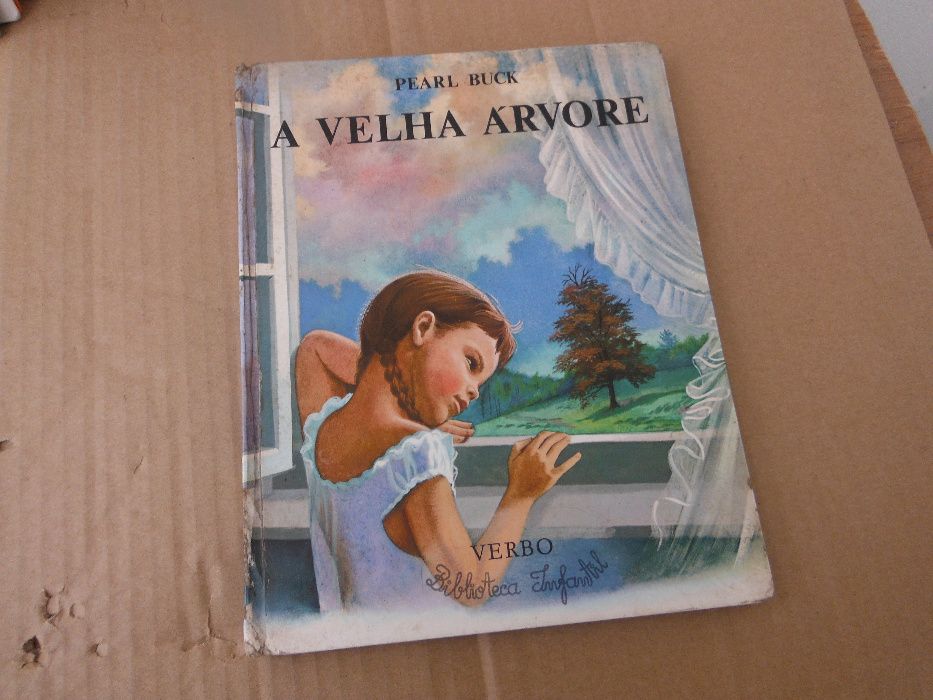 PEARL BUCK
A VELHA ÁRVORE
VERBO
Biblioteca Infantil